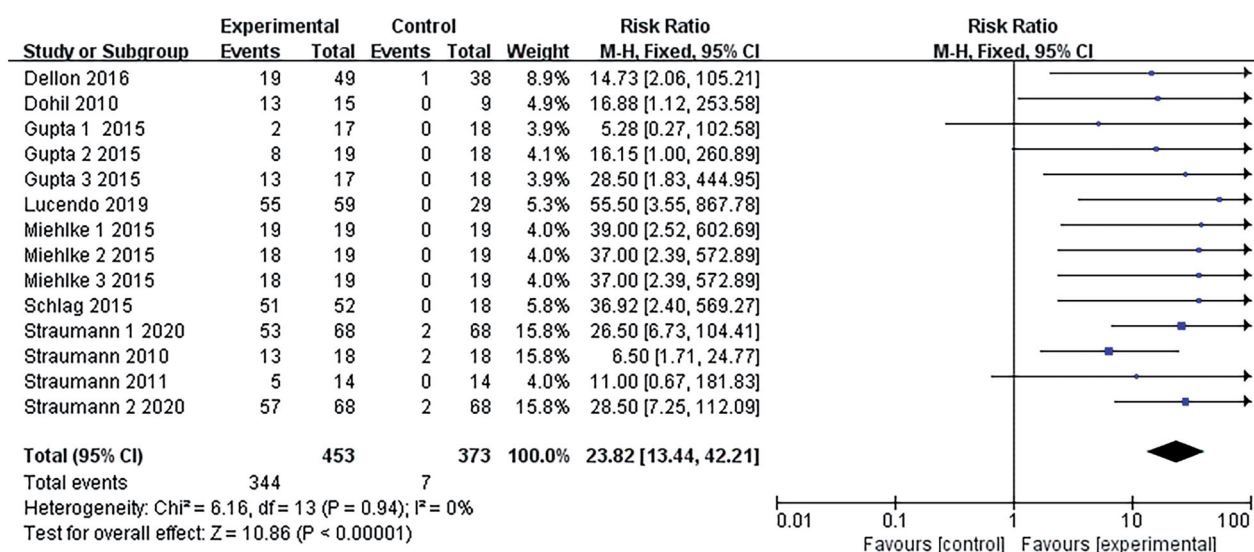 Experimental Control Risk Ratio Risk Ratio
Study or Subgroup Events Total Events Total Weight M-H, Fixed, 95% CI M-H, Fixed, 95% CI
Dellon 2016 19 49 1 38 8.9% 14.73 [2.06, 105.21]
Dohil 2010 13 15 0 9 4.9% 16.88 [1.12, 253.58]
Gupta 1 2015 2 17 0 18 3.9% 5.28 [0.27, 102.58]
Gupta 2 2015 8 19 0 18 4.1% 16.15 [1.00, 260.89]
Gupta 3 2015 13 17 0 18 3.9% 28.50 [1.83, 444.95]
Lucendo 2019 55 59 0 29 5.3% 55.50 [3.55, 867.78]
Miehlke 1 2015 19 19 0 19 4.0% 39.00 [2.52, 602.69]
Miehlke 2 2015 18 19 0 19 4.0% 37.00 [2.39, 572.89]
Miehlke 3 2015 18 19 0 19 4.0% 37.00 [2.39, 572.89]
Schlag 2015 51 52 0 18 5.8% 36.92 [2.40, 569.27]
Straumann 1 2020 53 68 2 68 15.8% 26.50 [6.73, 104.41]
Straumann 2010 13 18 2 18 15.8% 6.50 [1.71, 24.77]
Straumann 2011 5 14 0 14 4.0% 11.00 [0.67, 181.83]
Straumann 2 2020 57 68 2 68 15.8% 28.50 [7.25, 112.09]
Total (95% CI) 453 373 100.0% 23.82 [13.44, 42.21]
Total events 344 7
Heterogeneity: Chi² = 6.16, df = 13 (P = 0.94); I² = 0%
Test for overall effect: Z = 10.86 (P < 0.00001)
0.01 0.1 1 10 100
Favours [control] Favours [experimental]